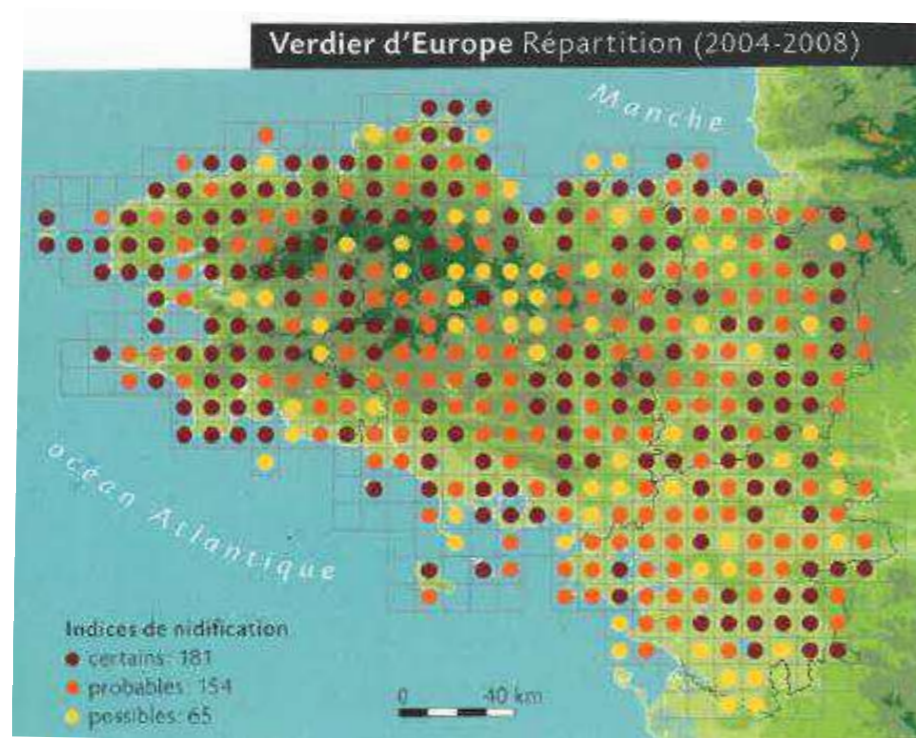 Verdier d'Europe Répartition (2004-2008)
Manche
océan Atlantique
Indices de nidification
certains: 181
probables: 154
possibles: 65
0 40 km